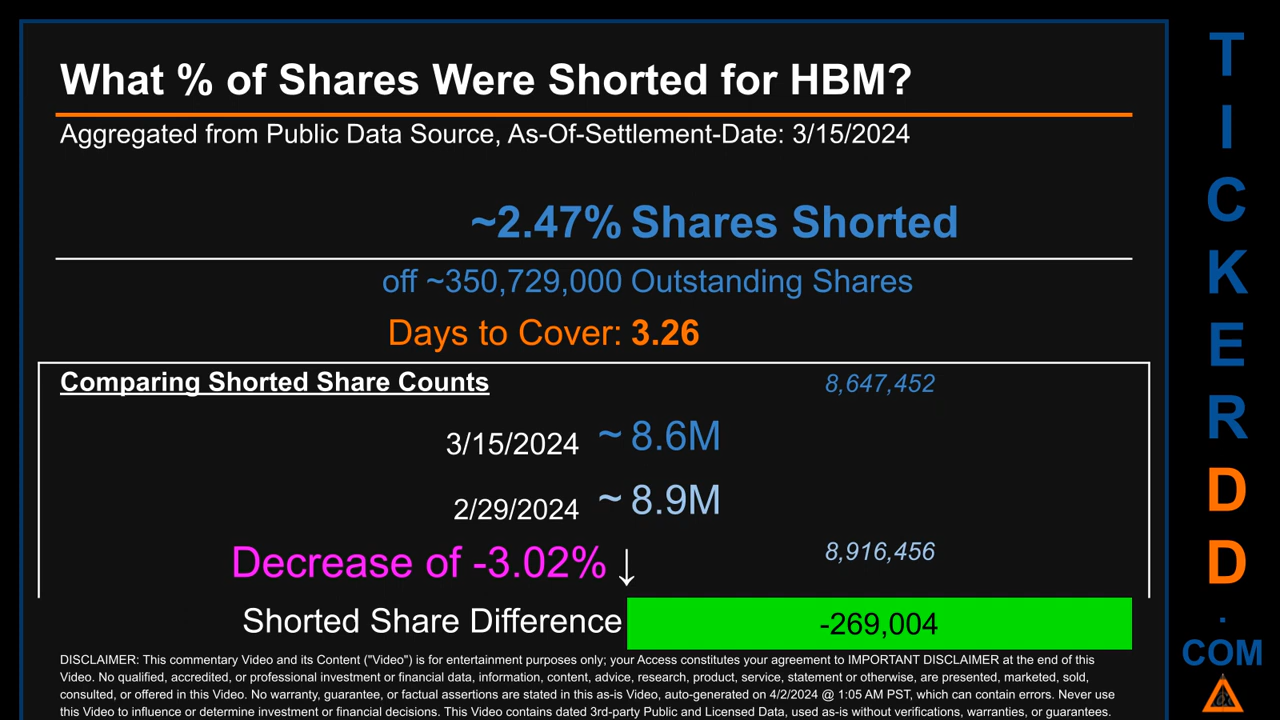 What % of Shares Were Shorted for HBM?
Aggregated from Public Data Source, As-Of-Settlement-Date: 3/15/2024
~2.47% Shares Shorted
off ~350,729,000 Outstanding Shares
Days to Cover: 3.26
Comparing Shorted Share Counts
8,647,452
3/15/2024 ~ 8.6M
2/29/2024 ~ 8.9M
8,916,456
Decrease of -3.02% ↓
Shorted Share Difference -269,004
DISCLAIMER: This commentary Video and its Content ("Video") is for entertainment purposes only; your Access constitutes your agreement to IMPORTANT DISCLAIMER at the end of this
Video. No qualified, accredited, or professional investment or financial data, information, content, advice, research, product, service, statement or otherwise, are presented, marketed, sold,
consulted, or offered in this Video. No warranty, guarantee, or factual assertions are stated in this as-is Video, auto-generated on 4/2/2024 @ 1:05 AM PST, which can contain errors. Never use
this Video to influence or determine investment or financial decisions. This Video contains dated 3rd-party Public and Licensed Data, used as-is without verifications, warranties, or guarantees.
TICKERDD.COM